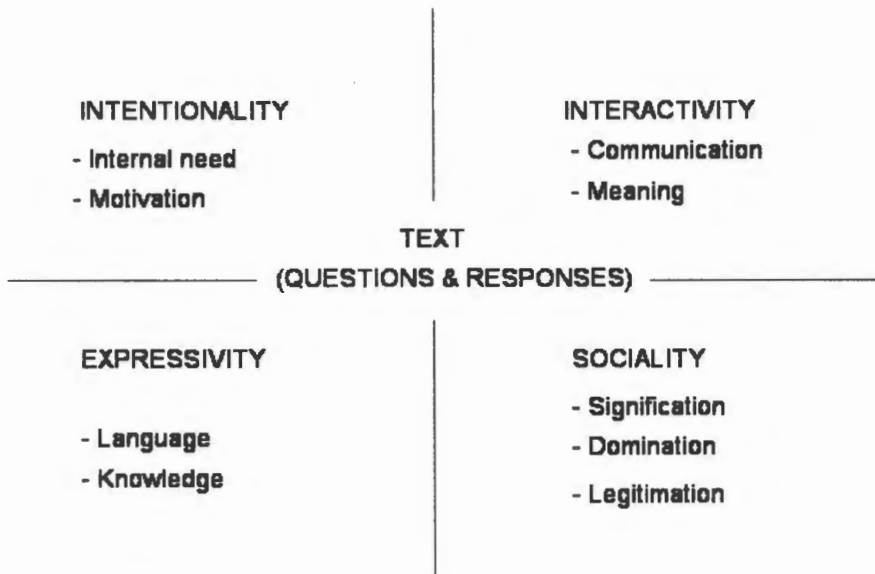 INTENTIONALITY
- Internal need
- Motivation
INTERACTIVITY
- Communication
- Meaning
TEXT
(QUESTIONS & RESPONSES)
EXPRESSIVITY
- Language
- Knowledge
SOCIALITY
- Signification
- Domination
- Legitimation